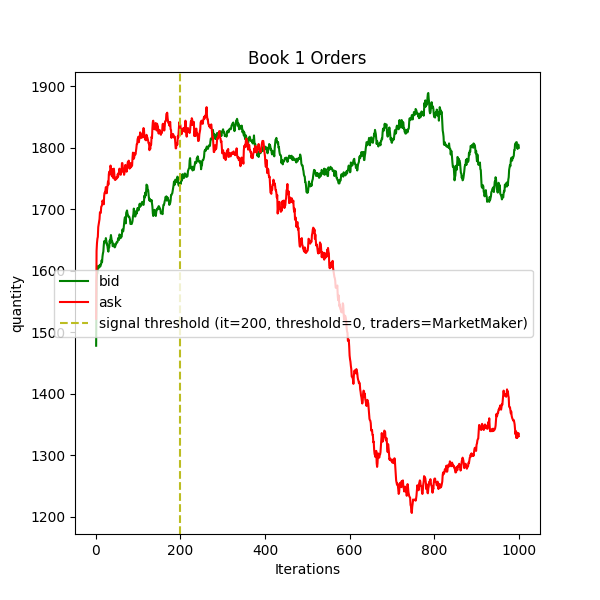 Book 1 Orders
1900
1800
1700
1600
1500
1400
1300
1200
quantity
bid
ask
signal threshold (it=200, threshold=0, traders=MarketMaker)
0 200 400 600 800 1000
Iterations